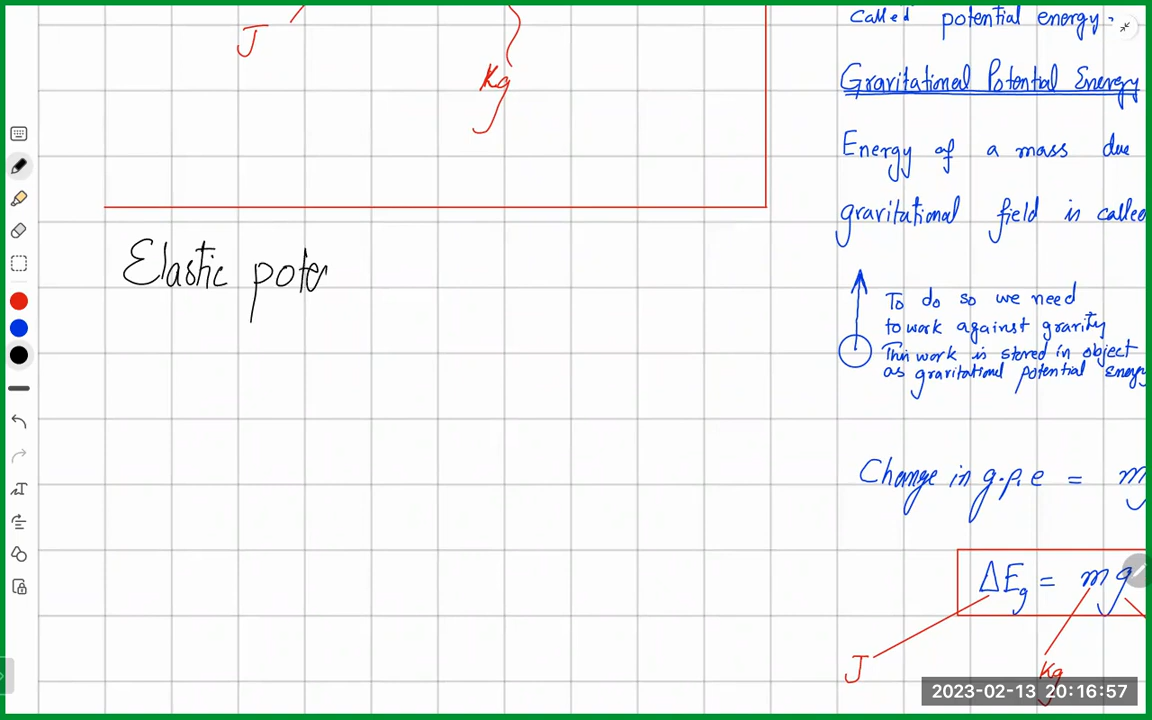 J
Kg
Elastic poten
called potential energy.
Gravitational Potential Energy
Energy of a mass due
gravitational field is called
To do so we need
to work against gravity
This work is stored in object
as gravitational potential energy
Change in g.p.e = m
ΔEg = mg
J
Kg
2023-02-13 20:16:57